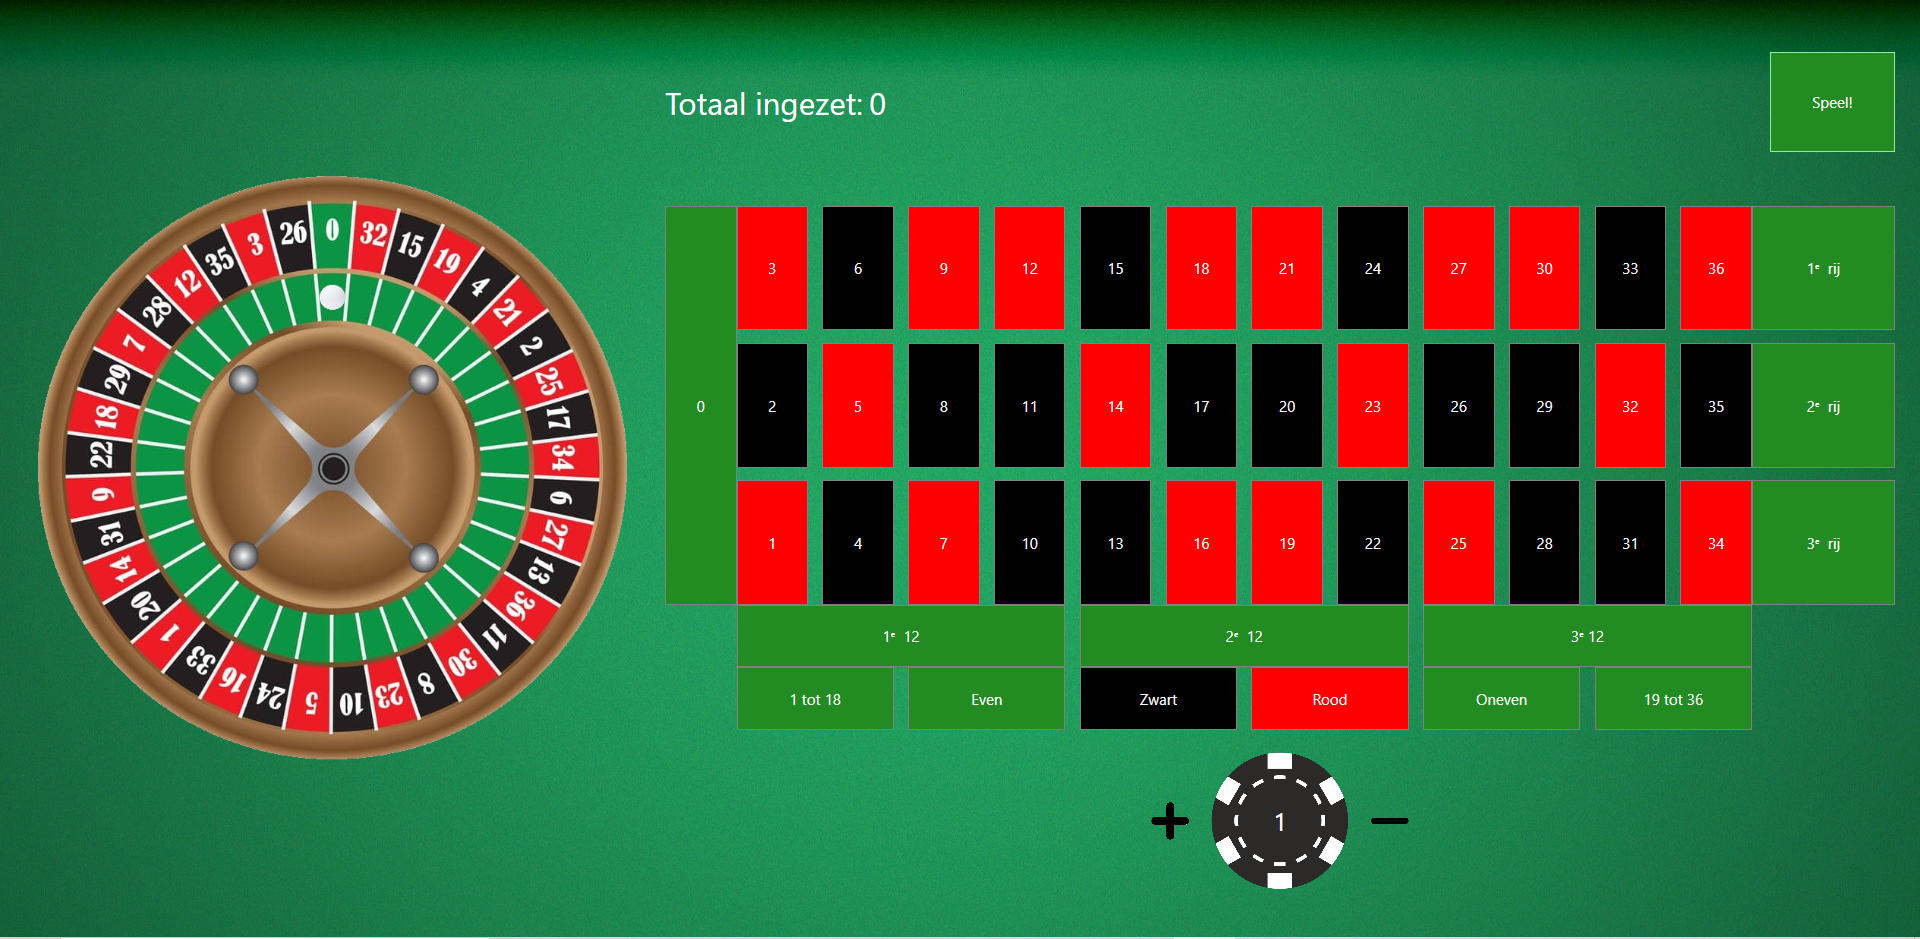 Speel!
Totaal ingezet: 0
0 32 15 19 4 21 2 25 17 34 6 27 13 36 11 30 8 23 10 5 24 16 33 1 20 14 31 9 22 18 29 7 28 12 35 3 26
3 6 9 12 15 18 21 24 27 30 33 36 1ᵉ rij
0 2 5 8 11 14 17 20 23 26 29 32 35 2ᵉ rij
1 4 7 10 13 16 19 22 25 28 31 34 3ᵉ rij
1ᵉ 12 2ᵉ 12 3ᵉ 12
1 tot 18 Even Zwart Rood Oneven 19 tot 36
+ 1 −